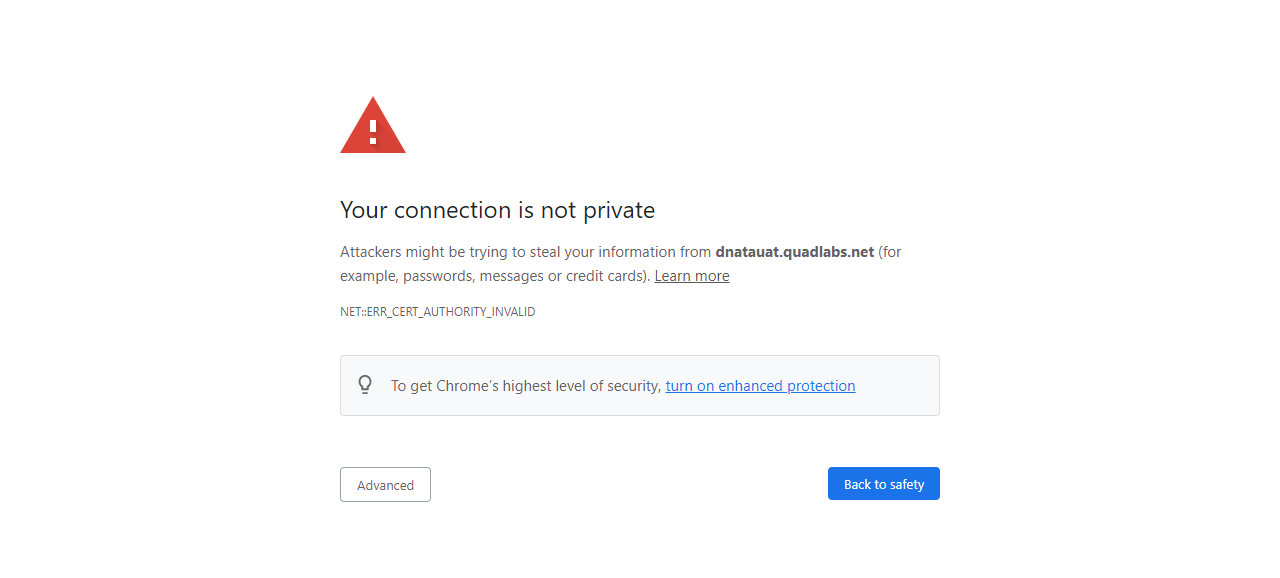 Your connection is not private
Attackers might be trying to steal your information from dnatauat.quadlabs.net (for
example, passwords, messages or credit cards). Learn more
NET::ERR_CERT_AUTHORITY_INVALID
To get Chrome's highest level of security, turn on enhanced protection
Advanced
Back to safety